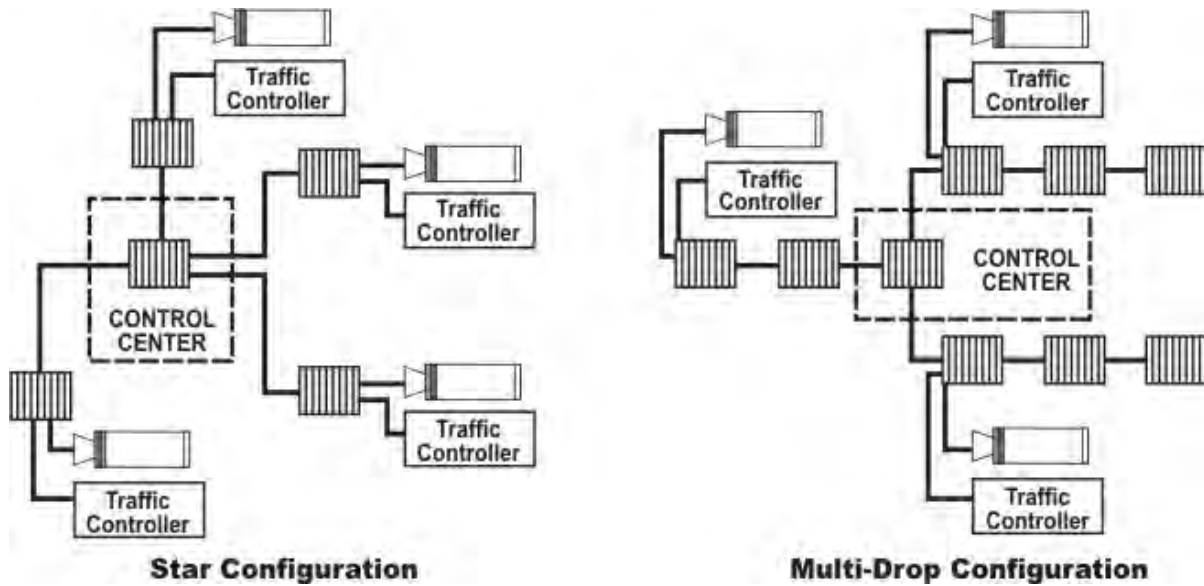 Traffic
Controller
Traffic
Controller
CONTROL
CENTER
Traffic
Controller
Traffic
Controller
Star Configuration
Traffic
Controller
Traffic
Controller
CONTROL
CENTER
Traffic
Controller
Multi-Drop Configuration